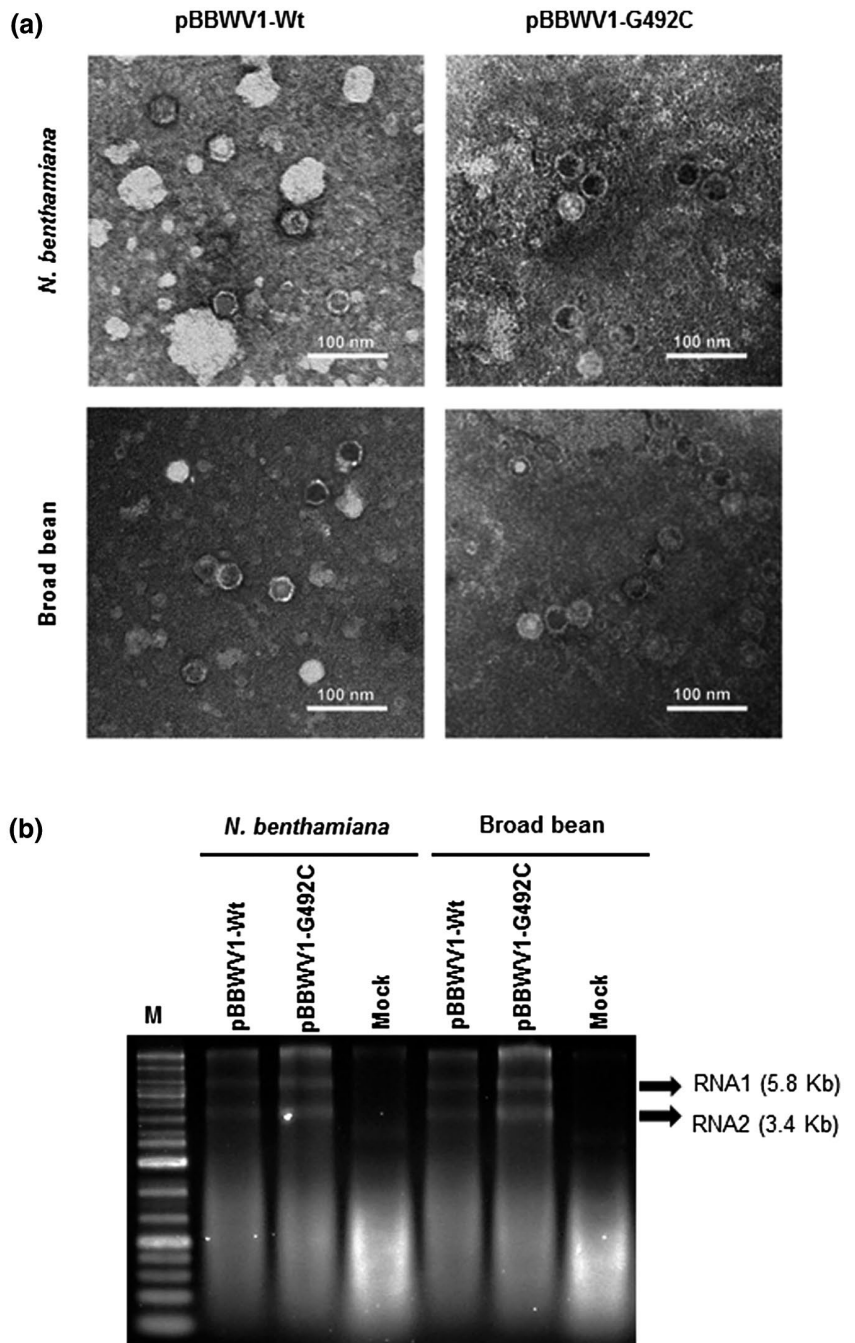 (a)
pBBWV1-Wt
pBBWV1-G492C
N. benthamiana
100 nm
100 nm
Broad bean
100 nm
100 nm
(b)
N. benthamiana
Broad bean
M
pBBWV1-Wt
pBBWV1-G492C
Mock
pBBWV1-Wt
pBBWV1-G492C
Mock
RNA1 (5.8 Kb)
RNA2 (3.4 Kb)